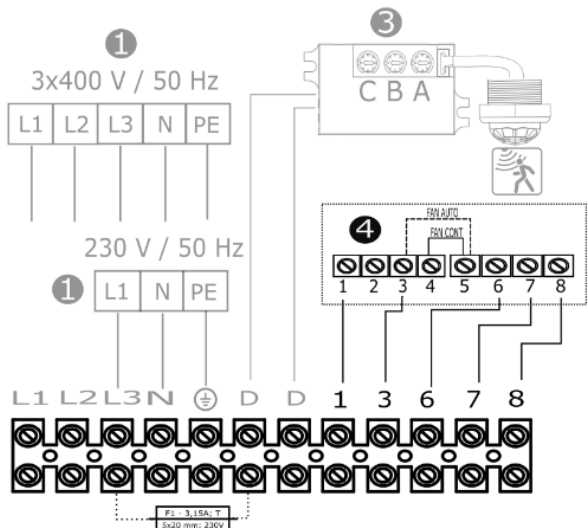 1
3x400 V / 50 Hz
L1 L2 L3 N PE
230 V / 50 Hz
1
L1 N PE
3
C B A
4
FAN AUTO
FAN CONT
1 2 3 4 5 6 7 8
L1 L2 L3 N D D 1 3 6 7 8
F1 - 3,15A; T
5x20 mm; 230V